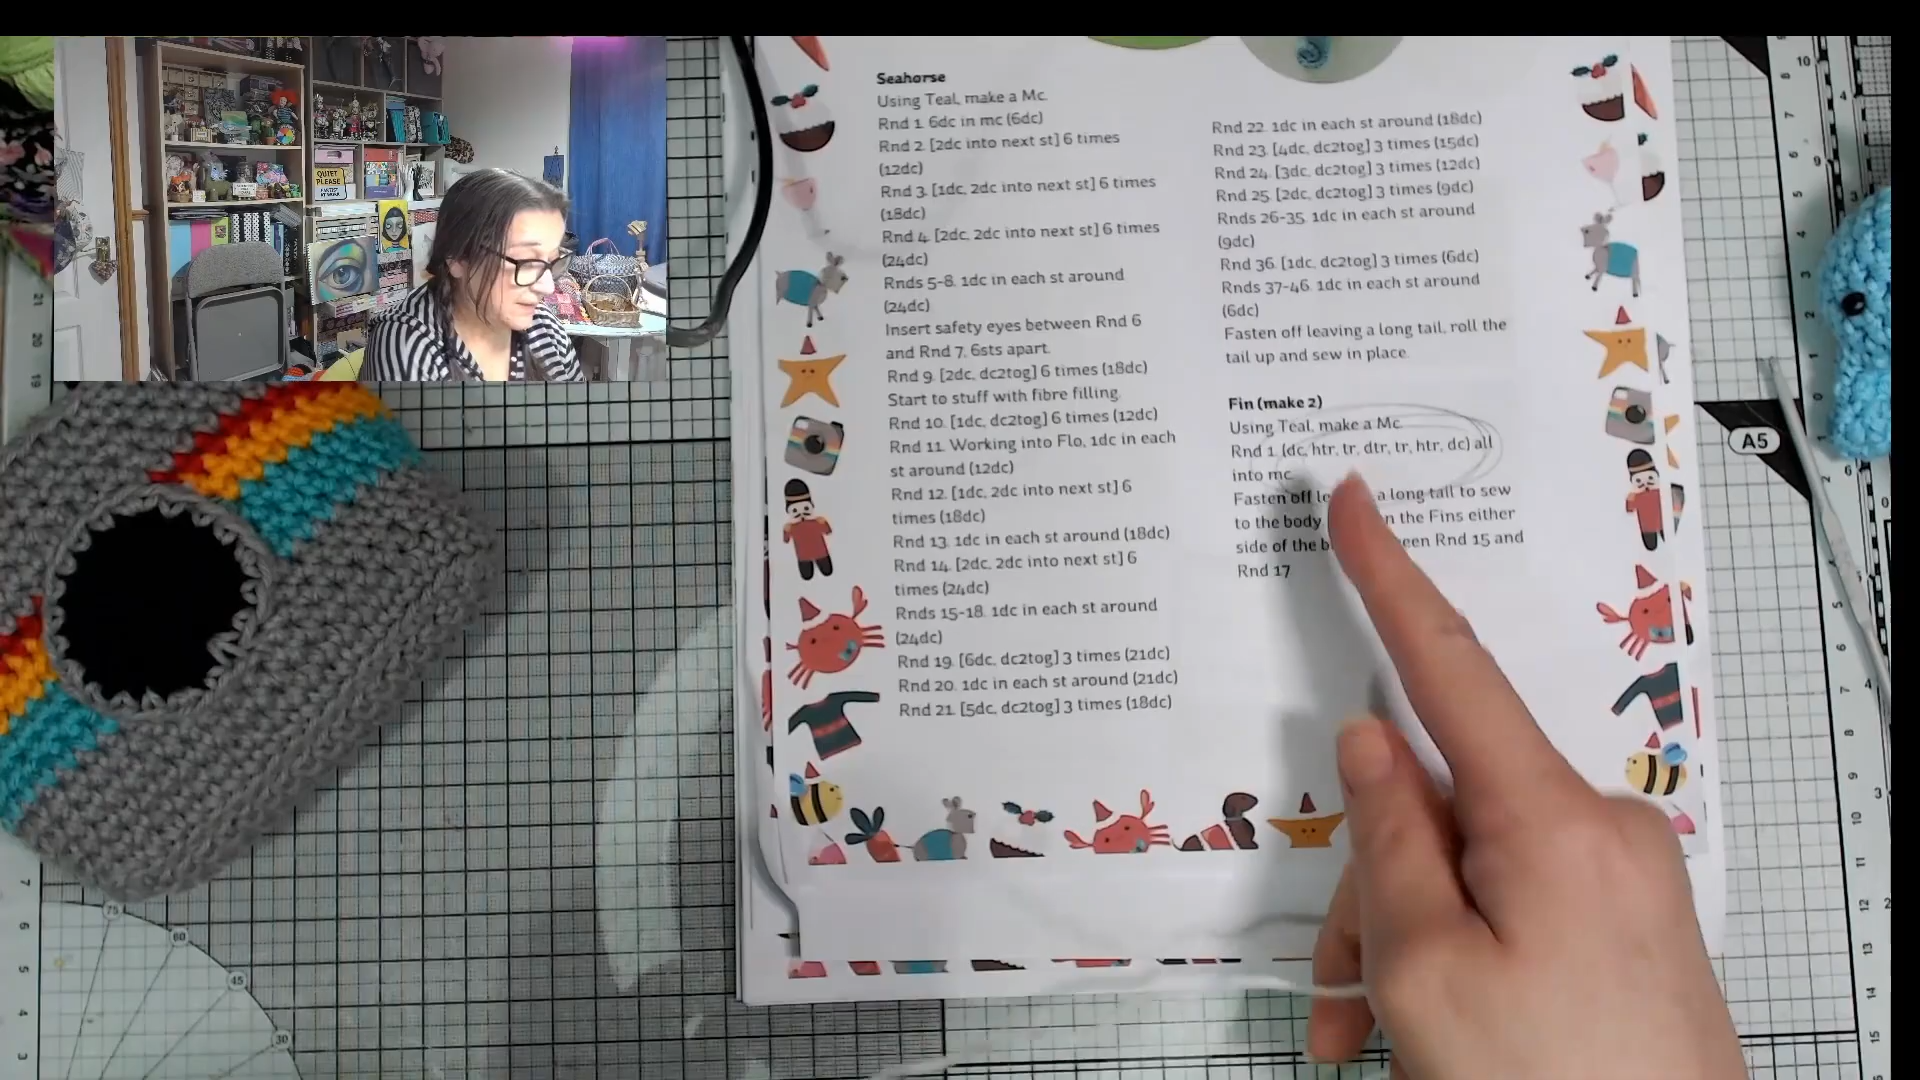 QUIET
PLEASE
Seahorse
Using Teal, make a Mc.
Rnd 1. 6dc in mc (6dc)
Rnd 2. [2dc into next st] 6 times
(12dc)
Rnd 3. [1dc, 2dc into next st] 6 times
(18dc)
Rnd 4. [2dc, 2dc into next st] 6 times
(24dc)
Rnds 5-8. 1dc in each st around
(24dc)
Insert safety eyes between Rnd 6
and Rnd 7, 6sts apart.
Rnd 9. [2dc, dc2tog] 6 times (18dc)
Start to stuff with fibre filling.
Rnd 10. [1dc, dc2tog] 6 times (12dc)
Rnd 11. Working into Flo, 1dc in each
st around (12dc)
Rnd 12. [1dc, 2dc into next st] 6
times (18dc)
Rnd 13. 1dc in each st around (18dc)
Rnd 14. [2dc, 2dc into next st] 6
times (24dc)
Rnds 15-18. 1dc in each st around
(24dc)
Rnd 19. [6dc, dc2tog] 3 times (21dc)
Rnd 20. 1dc in each st around (21dc)
Rnd 21. [5dc, dc2tog] 3 times (18dc)
Rnd 22. 1dc in each st around (18dc)
Rnd 23. [4dc, dc2tog] 3 times (15dc)
Rnd 24. [3dc, dc2tog] 3 times (12dc)
Rnd 25. [2dc, dc2tog] 3 times (9dc)
Rnds 26-35. 1dc in each st around
(9dc)
Rnd 36. [1dc, dc2tog] 3 times (6dc)
Rnds 37-46. 1dc in each st around
(6dc)
Fasten off leaving a long tail, roll the
tail up and sew in place.
Fin (make 2)
Using Teal, make a Mc.
Rnd 1. (dc, htr, tr, dtr, tr, htr, dc) all
into mc.
Fasten off a long tail to sew
to the body the Fins either
side of the Rnd 15 and
Rnd 17
A5
75
60
45
30